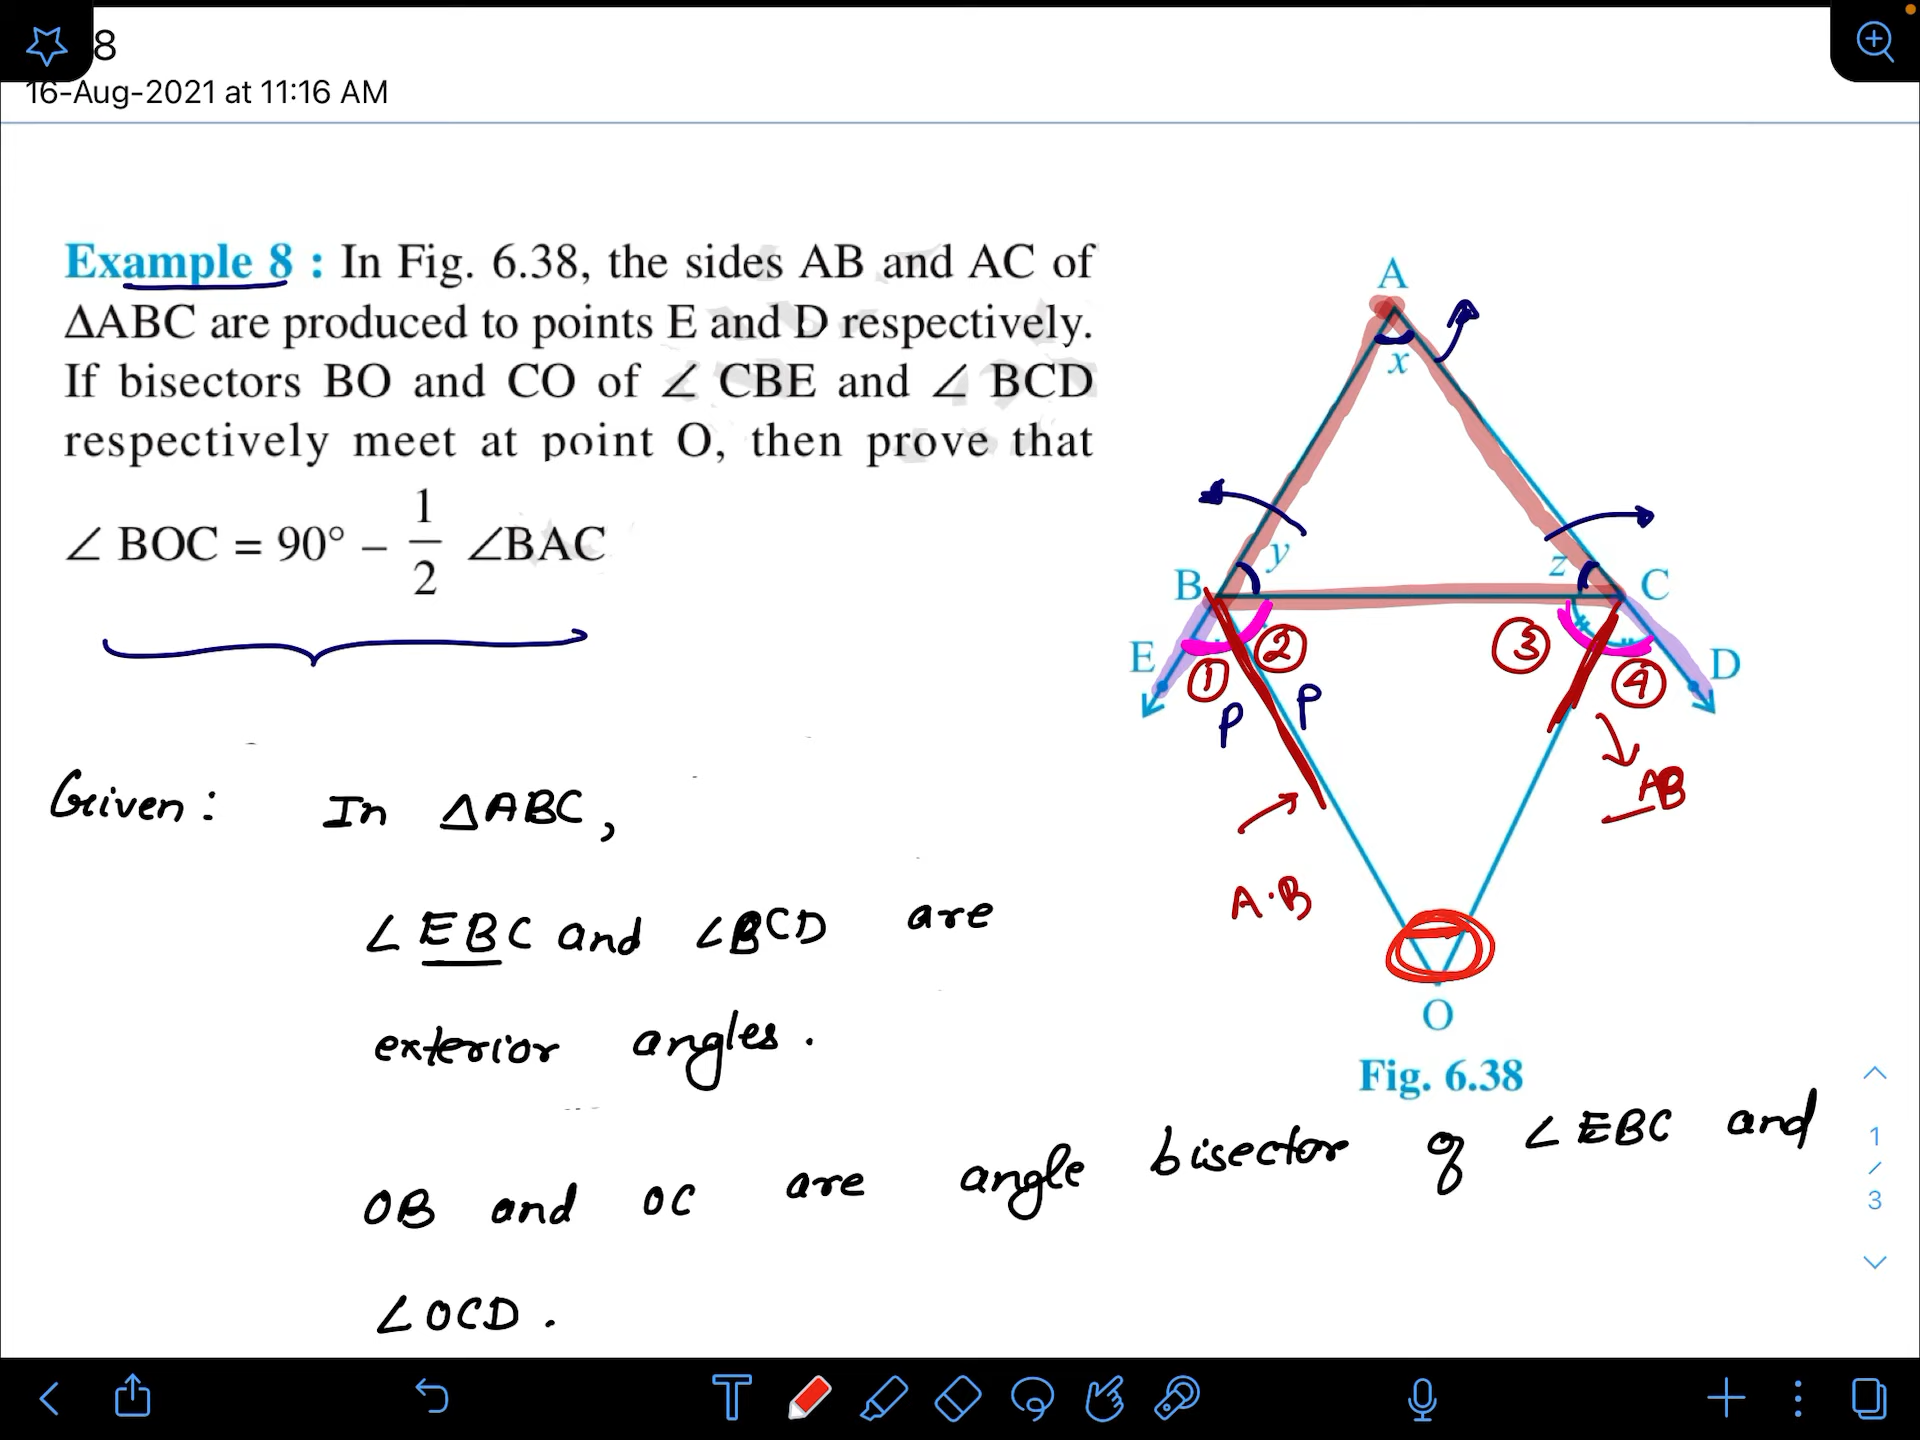 8
16-Aug-2021 at 11:16 AM
Example 8 : In Fig. 6.38, the sides AB and AC of
ΔABC are produced to points E and D respectively.
If bisectors BO and CO of ∠ CBE and ∠ BCD
respectively meet at point O, then prove that
∠ BOC = 90° – 1/2 ∠BAC
A
x
y
z
B
C
E
D
1
2
3
4
P
P
AB
A·B
O
Fig. 6.38
Given: In ΔABC,
∠EBC and ∠BCD are
exterior angles.
OB and OC are angle bisector of ∠EBC and
∠OCD.
1
/
3
T